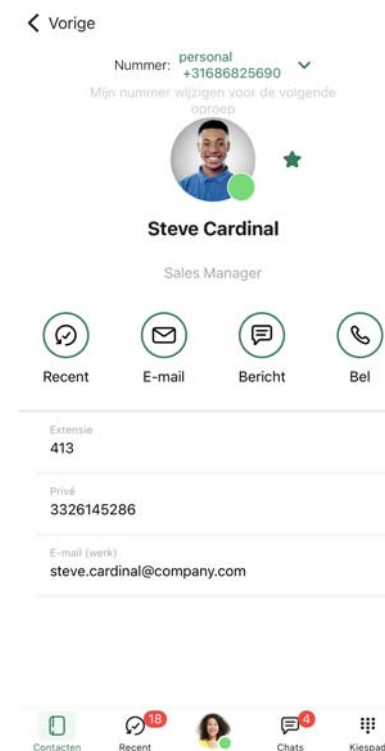 Vorige
Nummer: personal
+31686825690
Mijn nummer wijzigen voor de volgende
oproep
Steve Cardinal
Sales Manager
Recent E-mail Bericht Bel
Extensie
413
Privé
3326145286
E-mail (werk)
steve.cardinal@company.com
18 4
Contacten Recent Chats Kiespad